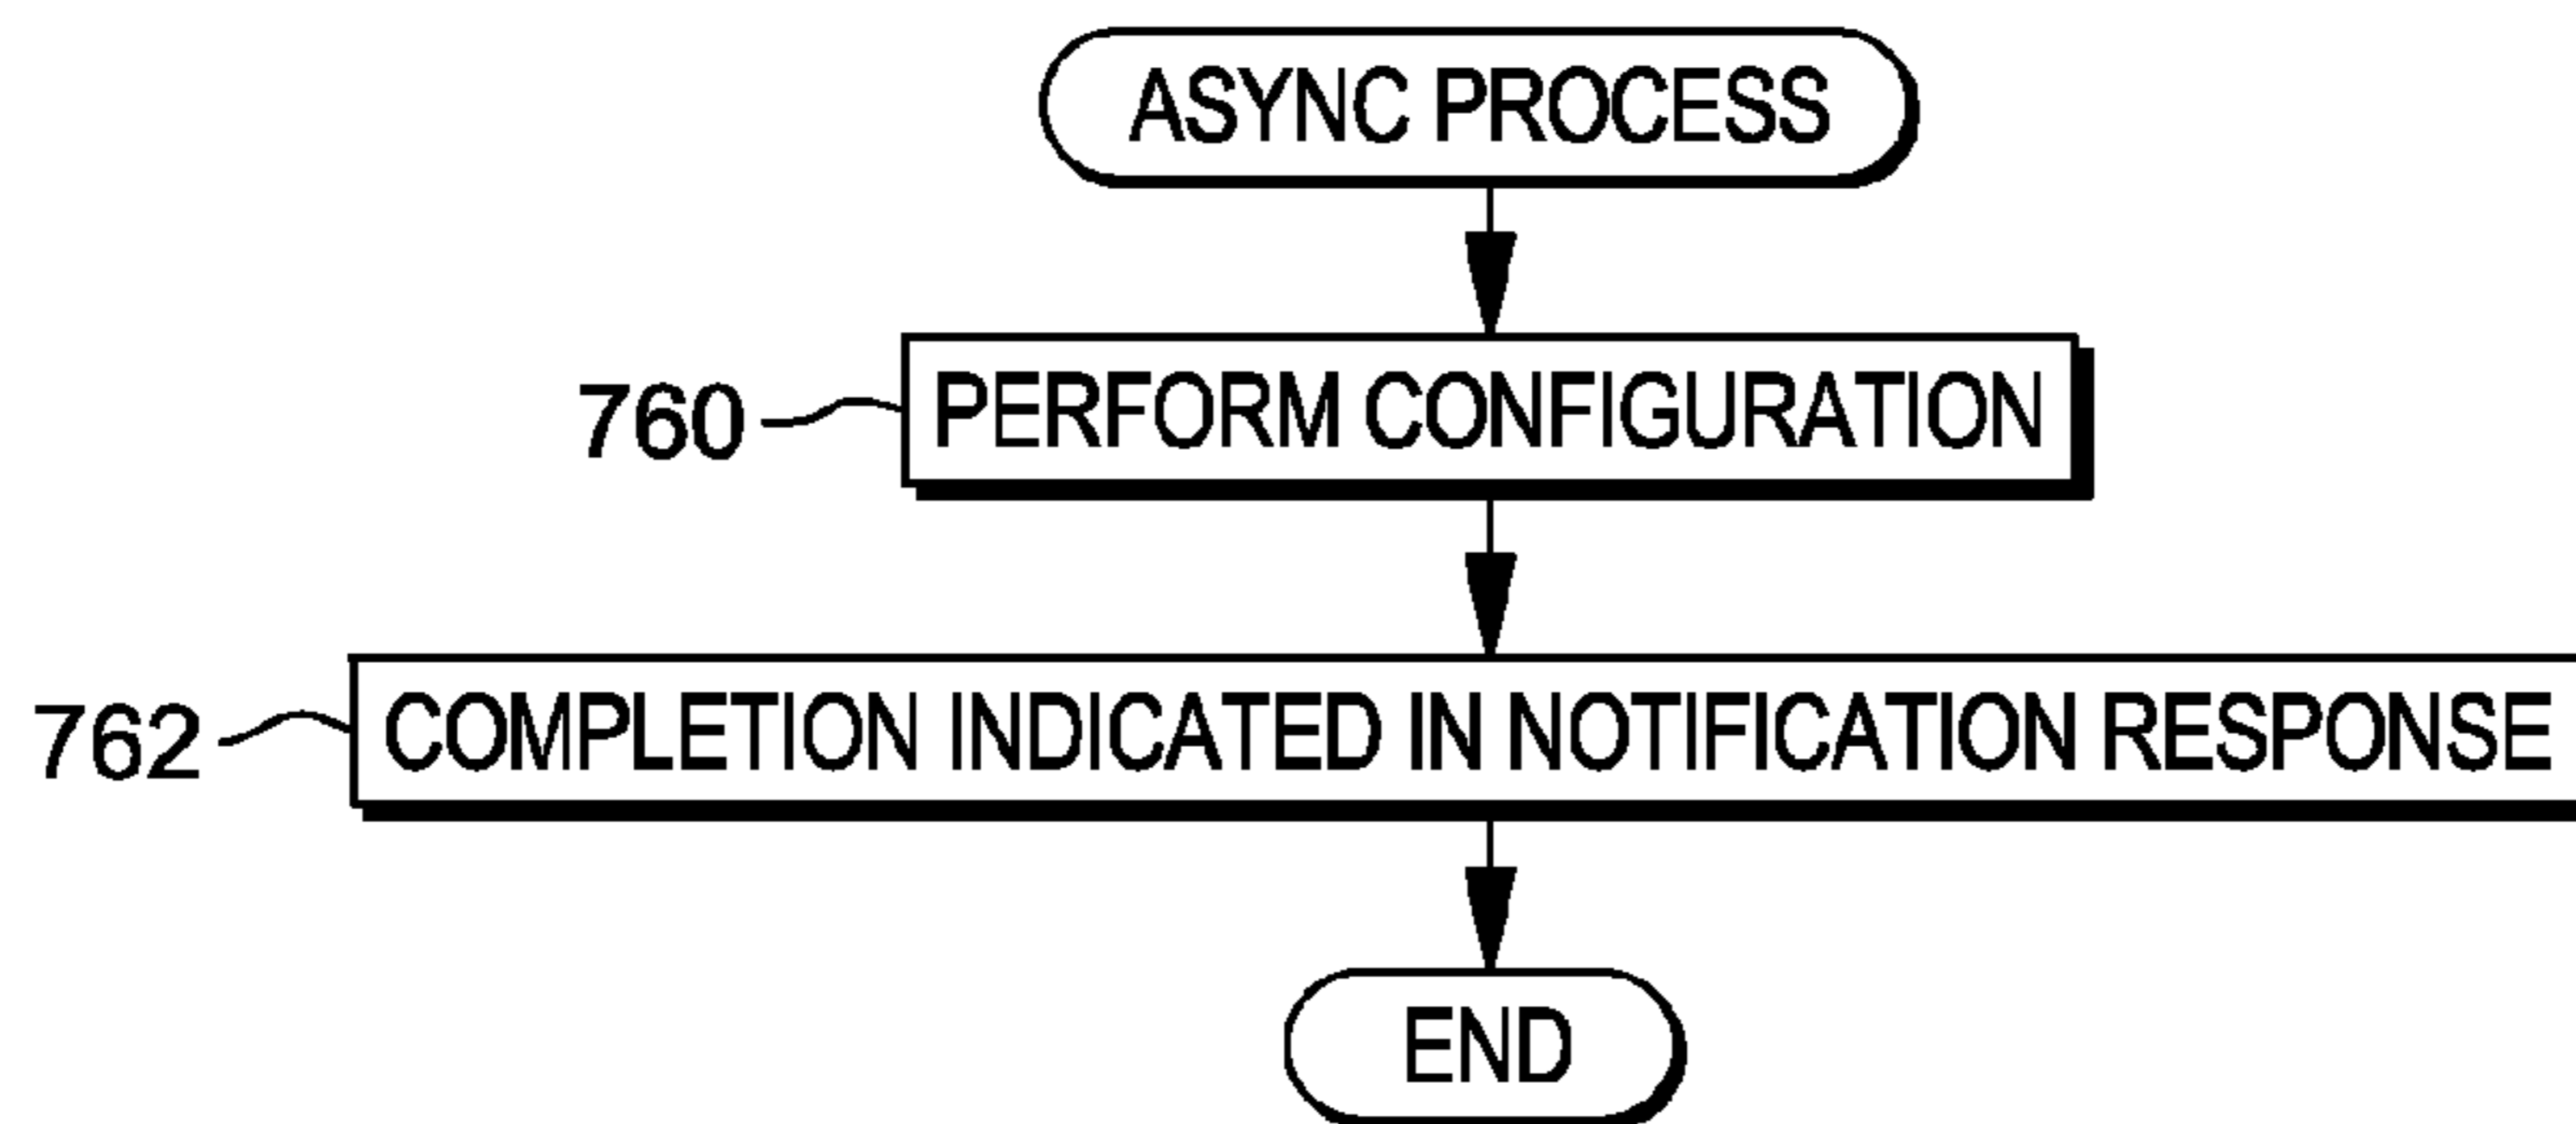 ASYNC PROCESS
760 PERFORM CONFIGURATION
762 COMPLETION INDICATED IN NOTIFICATION RESPONSE
END